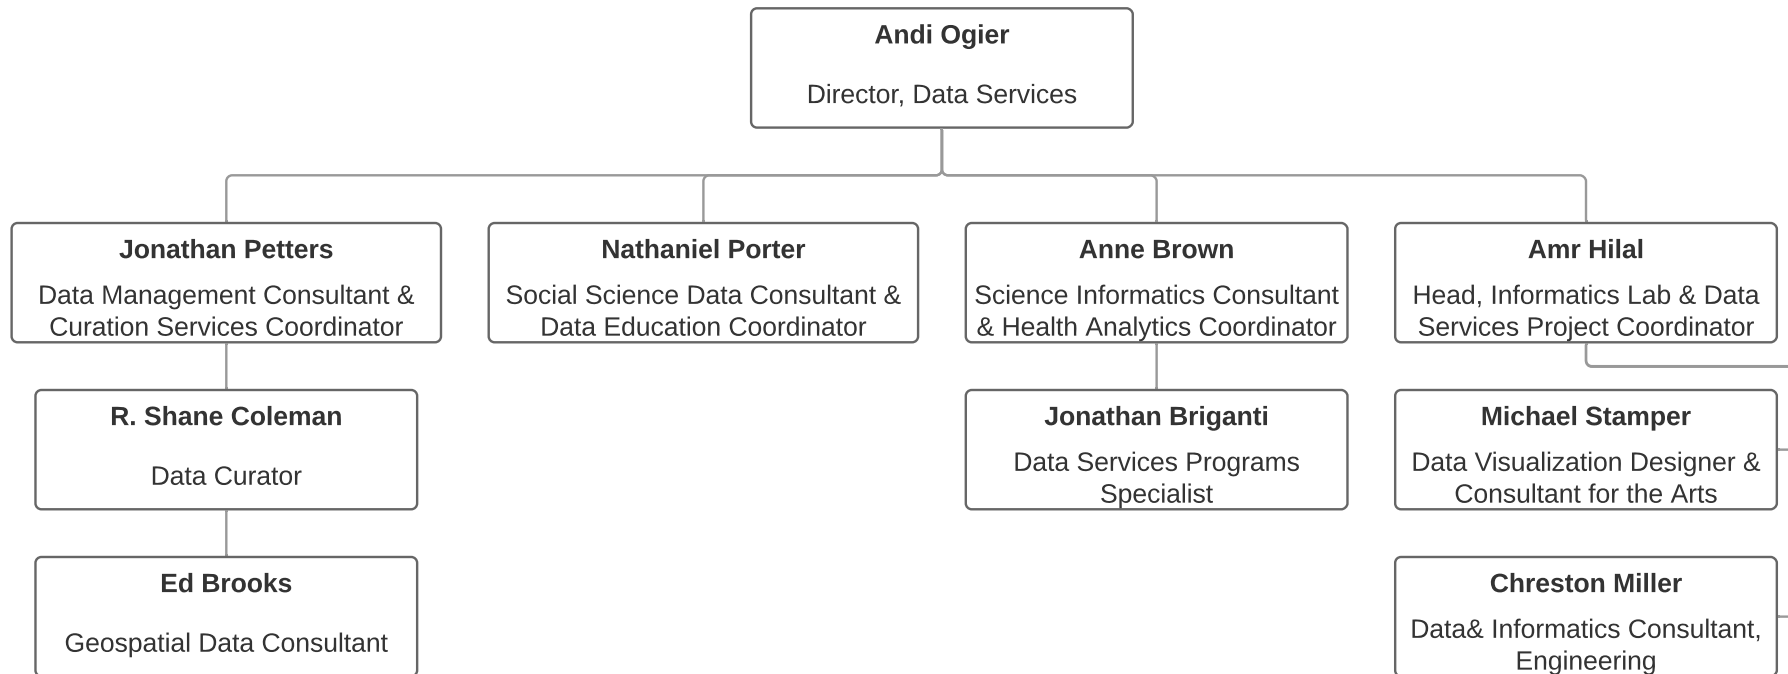 Andi Ogier
Director, Data Services
Jonathan Petters
Data Management Consultant &
Curation Services Coordinator
Nathaniel Porter
Social Science Data Consultant &
Data Education Coordinator
Anne Brown
Science Informatics Consultant
& Health Analytics Coordinator
Amr Hilal
Head, Informatics Lab & Data
Services Project Coordinator
R. Shane Coleman
Data Curator
Jonathan Briganti
Data Services Programs
Specialist
Michael Stamper
Data Visualization Designer &
Consultant for the Arts
Ed Brooks
Geospatial Data Consultant
Chreston Miller
Data& Informatics Consultant,
Engineering